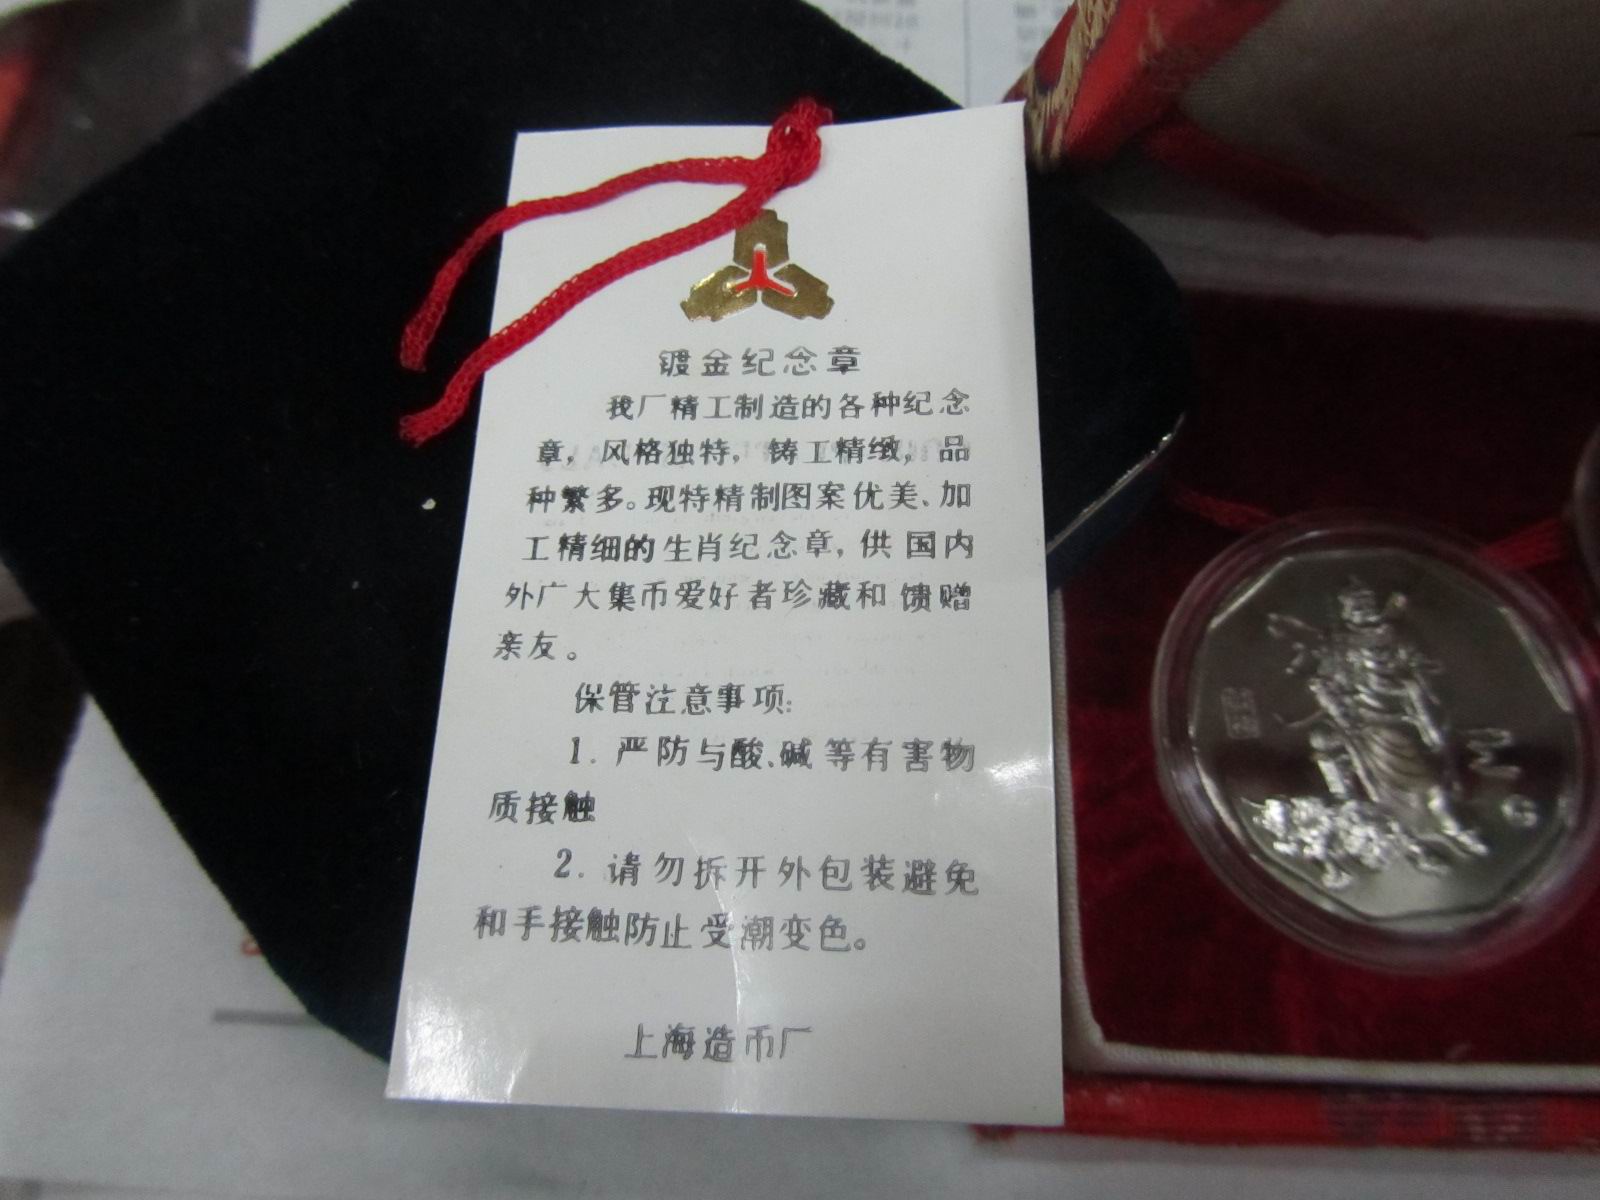 镀金纪念章
我厂精工制造的各种纪念
章，风格独特，铸工精缴，品
种繁多。现特精制图案优美、加
工精细的生肖纪念章，供国内
外广大集币爱好者珍藏和馈赠
亲友。
保管注意事项：
1. 严防与酸、碱等有害物
质接触
2. 请勿拆开外包装避免
和手接触防止受潮变色。
上海造币厂